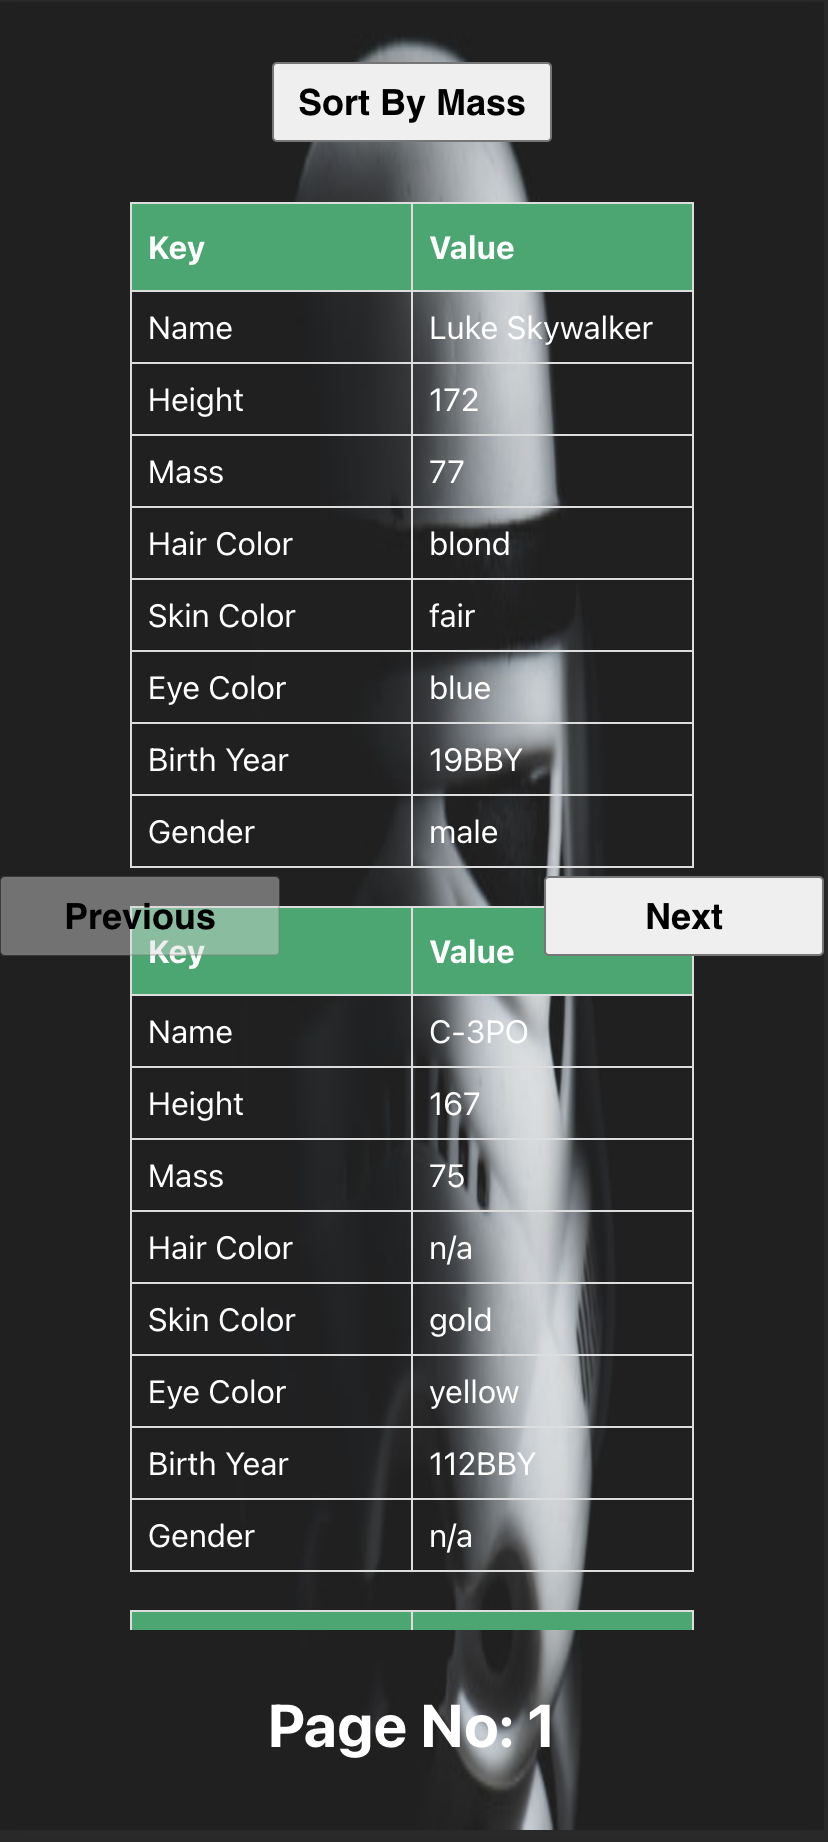 Sort By Mass
Key Value
Name Luke Skywalker
Height 172
Mass 77
Hair Color blond
Skin Color fair
Eye Color blue
Birth Year 19BBY
Gender male
Previous Next
Key Value
Name C-3PO
Height 167
Mass 75
Hair Color n/a
Skin Color gold
Eye Color yellow
Birth Year 112BBY
Gender n/a
Page No: 1